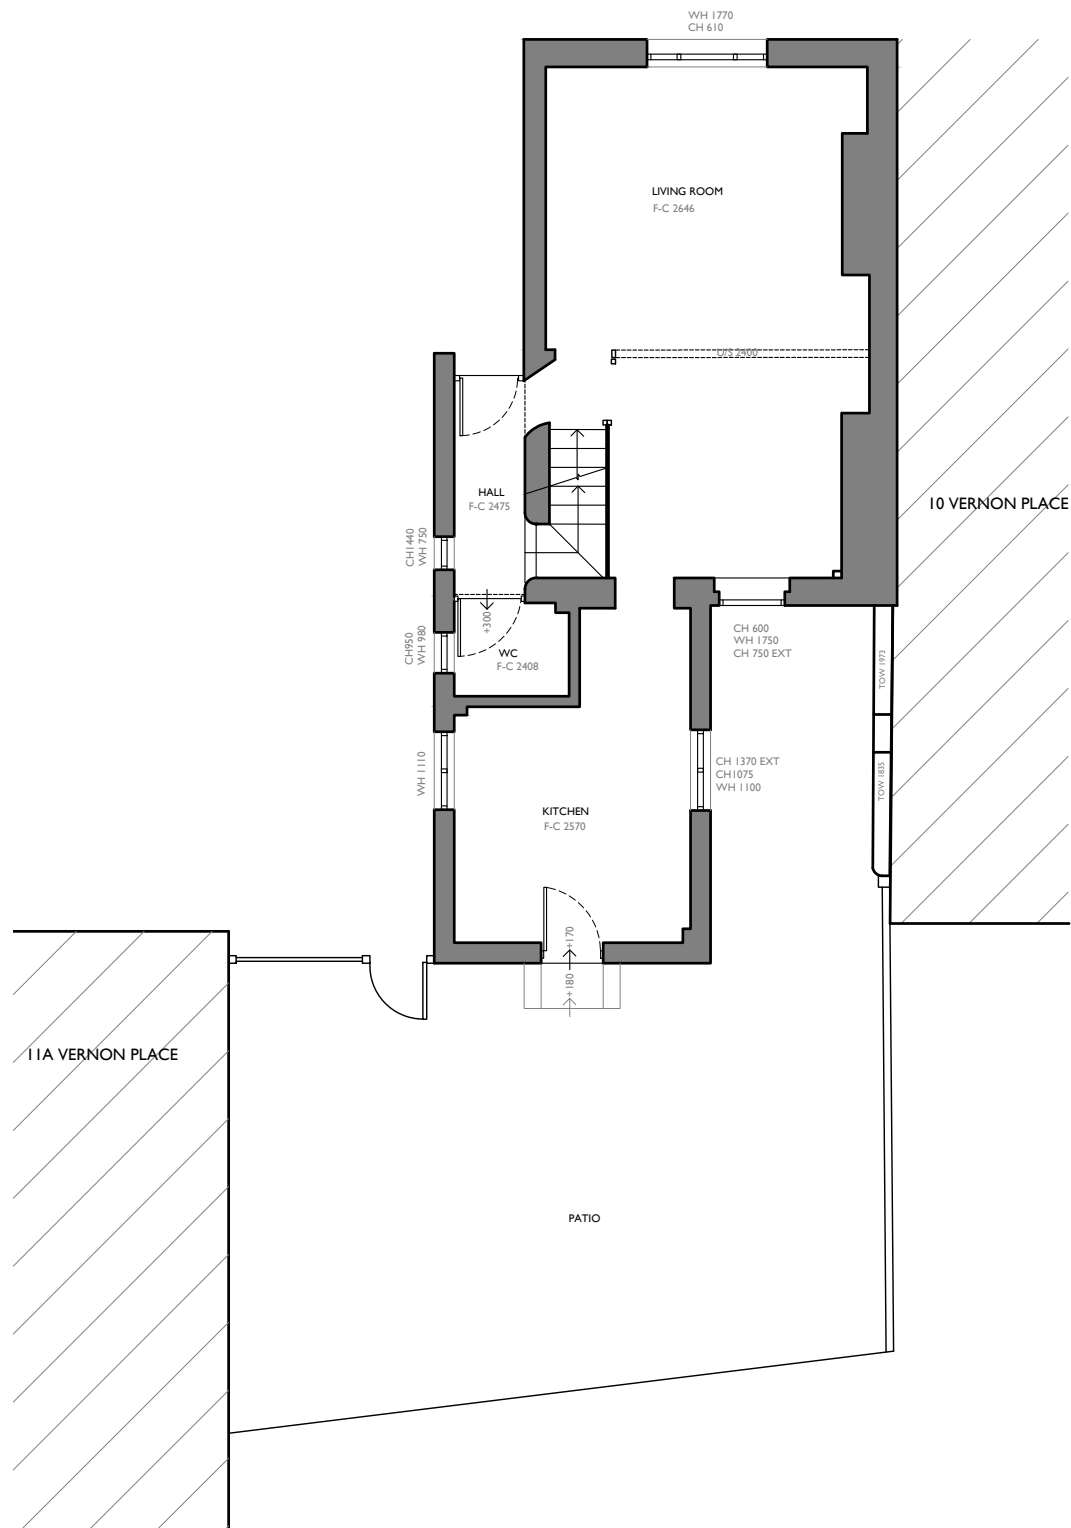 WH 1770
CH 610
LIVING ROOM
F-C 2646
U/S 2400
HALL
F-C 2475
10 VERNON PLACE
CH1440
WH 750
+300
CH950
WH 980
WC
F-C 2408
CH 600
WH 1750
CH 750 EXT
TOW 1973
WH 1110
CH 1370 EXT
CH1075
WH 1100
TOW 1835
KITCHEN
F-C 2570
+170
+180
11A VERNON PLACE
PATIO